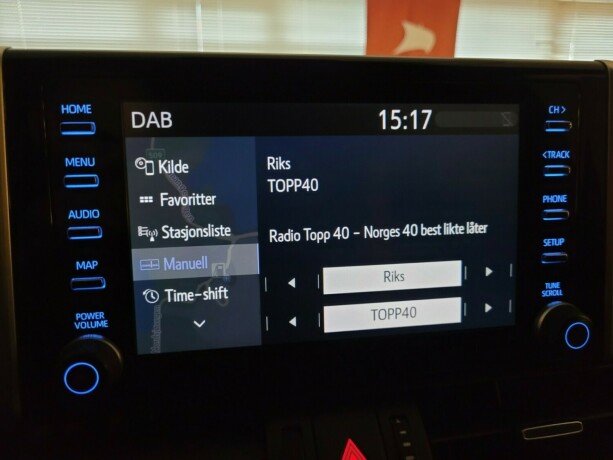 HOME
MENU
AUDIO
MAP
POWER
VOLUME
DAB
15:17
Kilde
Favoritter
Stasjonsliste
Manuell
Time-shift
Riks
TOPP40
Radio Topp 40 - Norges 40 best likte låter
Riks
TOPP40
CH >
< TRACK
PHONE
SETUP
TUNE
SCROLL